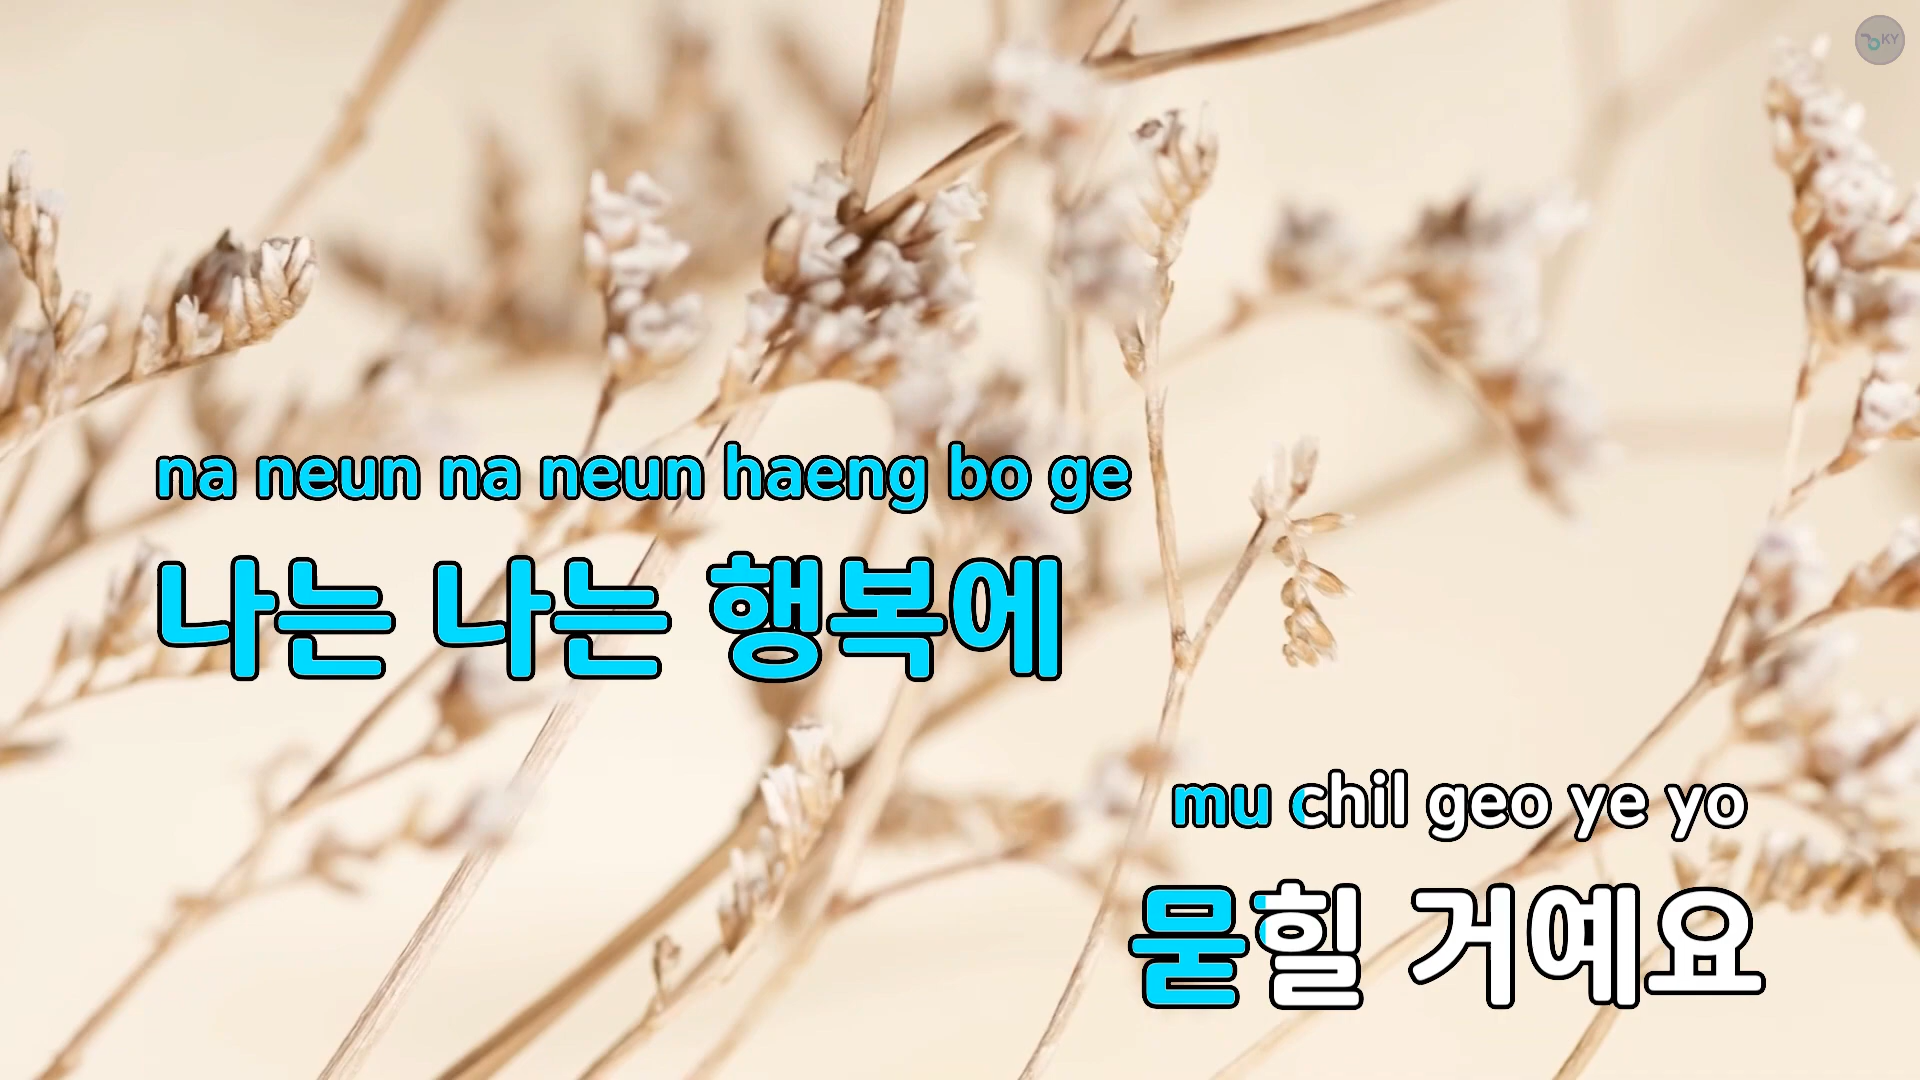 KY
na neun na neun haeng bo ge
나는 나는 행복에
mu chil geo ye yo
묻힐 거예요